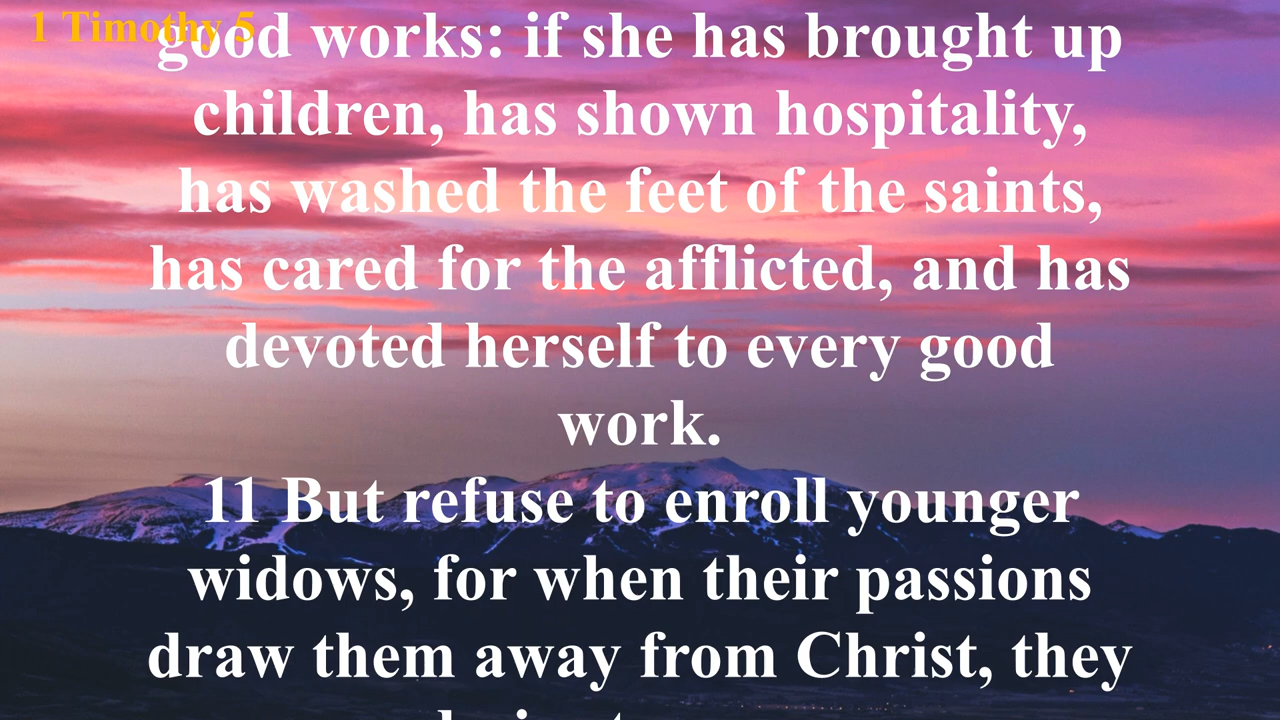 1 Timothy 5
good works: if she has brought up
children, has shown hospitality,
has washed the feet of the saints,
has cared for the afflicted, and has
devoted herself to every good
work.
11 But refuse to enroll younger
widows, for when their passions
draw them away from Christ, they